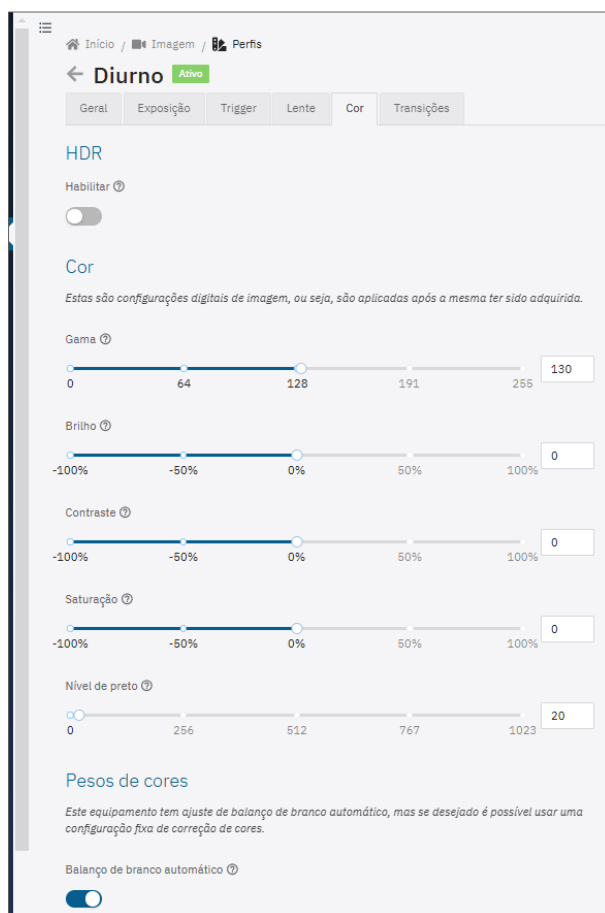 Início / Imagem / Perfis
Diurno Ativo
Geral Exposição Trigger Lente Cor Transições
HDR
Habilitar
Cor
Estas são configurações digitais de imagem, ou seja, são aplicadas após a mesma ter sido adquirida.
Gama
130
0 64 128 191 255
Brilho
0
-100% -50% 0% 50% 100%
Contraste
0
-100% -50% 0% 50% 100%
Saturação
0
-100% -50% 0% 50% 100%
Nível de preto
20
0 256 512 767 1023
Pesos de cores
Este equipamento tem ajuste de balanço de branco automático, mas se desejado é possível usar uma
configuração fixa de correção de cores.
Balanço de branco automático